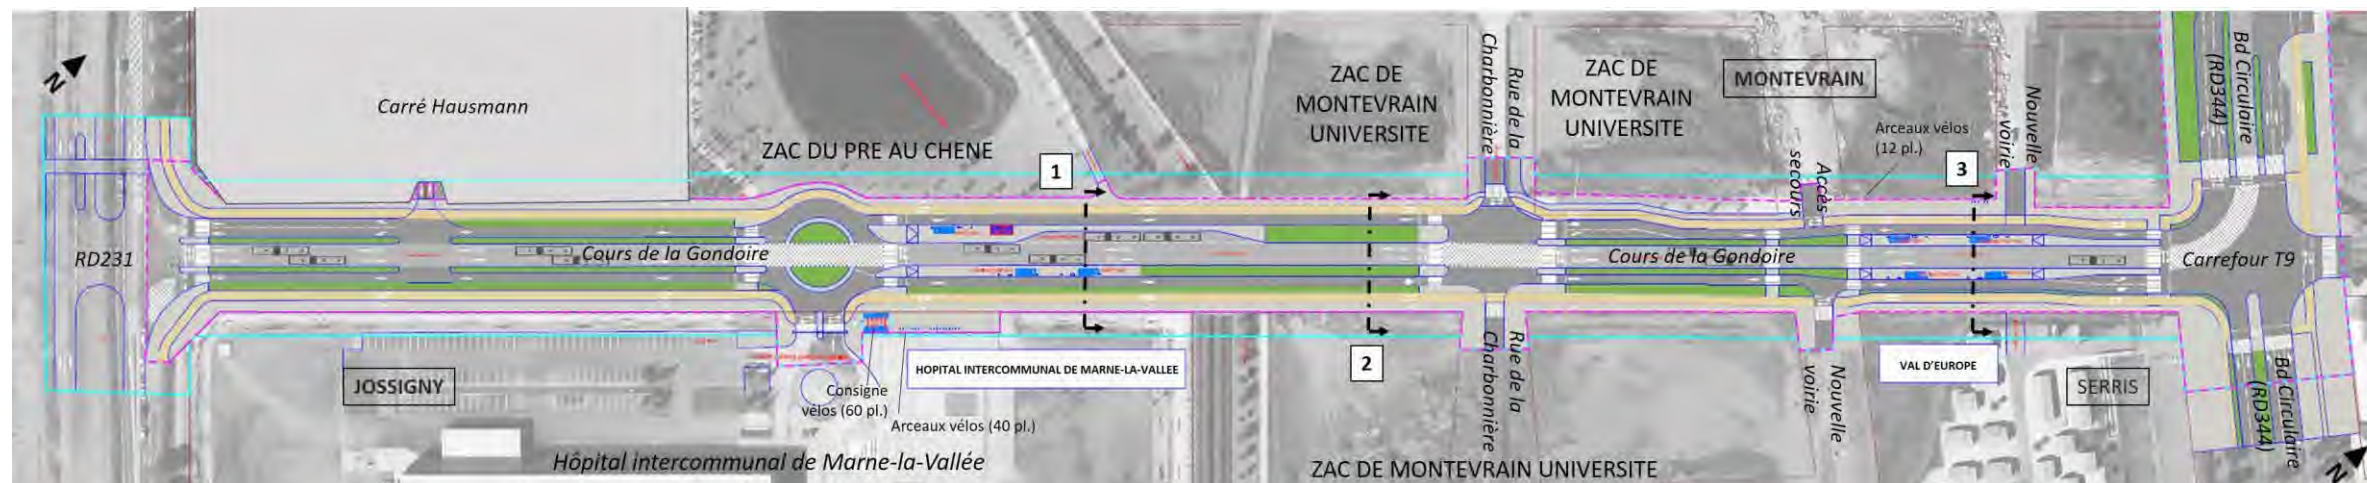 N
Carré Hausmann
ZAC DU PRE AU CHENE
1
ZAC DE
MONTEVRAIN
UNIVERSITE
Rue de la
Charbonnière
ZAC DE
MONTEVRAIN
UNIVERSITE
MONTEVRAIN
Arceaux vélos
(12 pl.)
Accès
secours
3
Nouvelle
voirie
Bd Circulaire
(RD344)
RD231
Cours de la Gondoire
Cours de la Gondoire
Carrefour T9
JOSSIGNY
Consigne
vélos (60 pl.)
HOPITAL INTERCOMMUNAL DE MARNE-LA-VALLEE
Arceaux vélos (40 pl.)
Hôpital intercommunal de Marne-la-Vallée
2
Rue de la
Charbonnière
ZAC DE MONTEVRAIN UNIVERSITE
Nouvelle
voirie
VAL D'EUROPE
SERRIS
Bd Circulaire
(RD344)
N